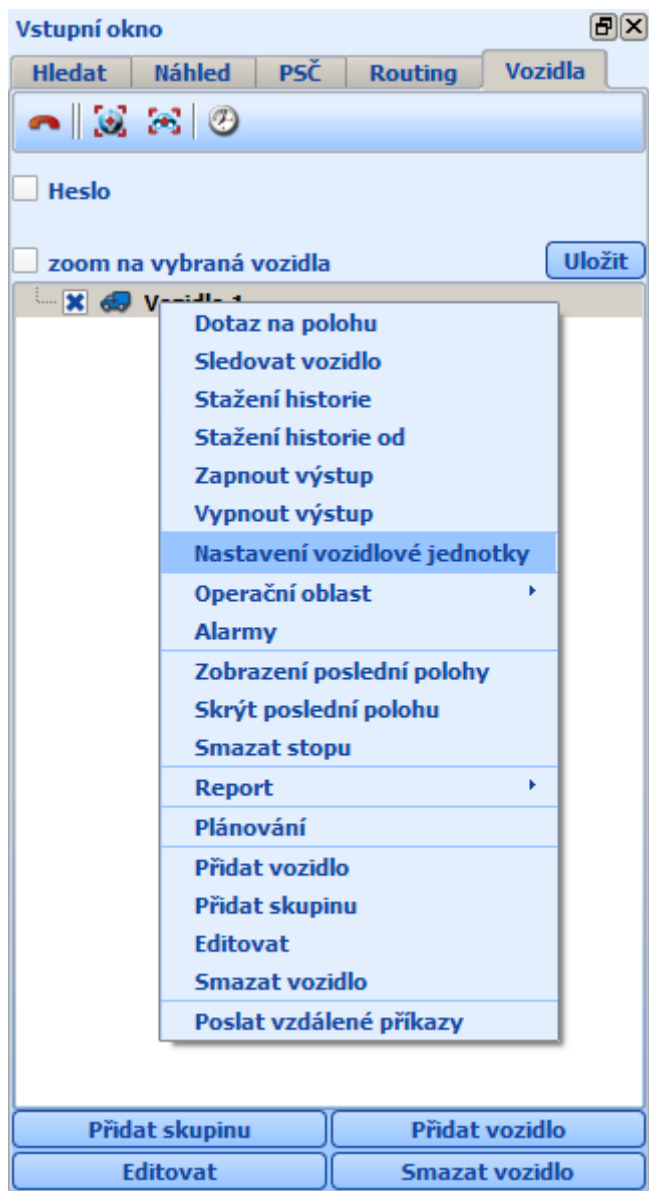 Vstupní okno
Hledat Náhled PSČ Routing Vozidla
Heslo
zoom na vybraná vozidla Uložit
Vozidlo 1
Dotaz na polohu
Sledovat vozidlo
Stažení historie
Stažení historie od
Zapnout výstup
Vypnout výstup
Nastavení vozidlové jednotky
Operační oblast
Alarmy
Zobrazení poslední polohy
Skrýt poslední polohu
Smazat stopu
Report
Plánování
Přidat vozidlo
Přidat skupinu
Editovat
Smazat vozidlo
Poslat vzdálené příkazy
Přidat skupinu Přidat vozidlo
Editovat Smazat vozidlo